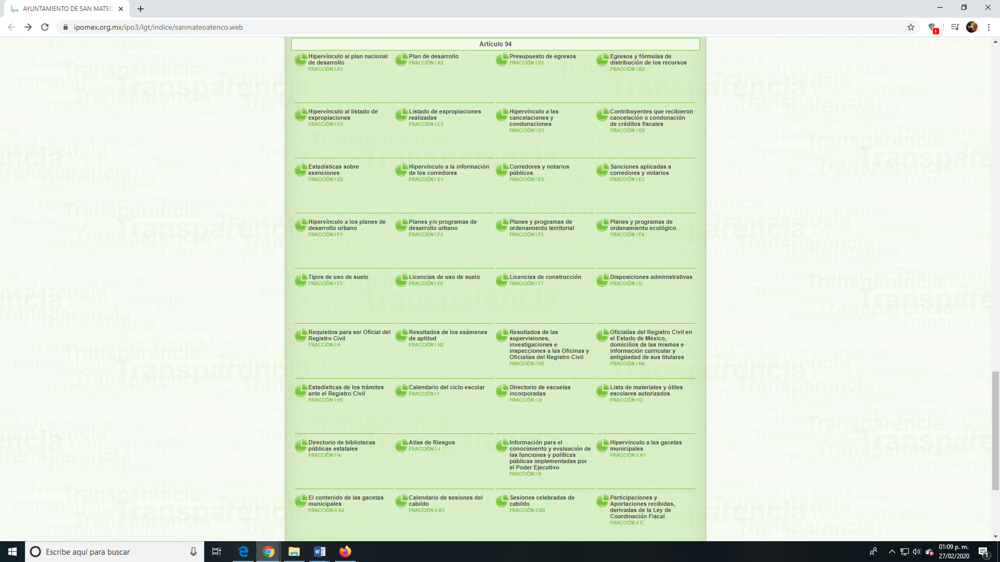 AYUNTAMIENTO DE SAN MATEO
ipomex.org.mx/ipo3/lgt/indice/sanmateoatenco.web
Artículo 94
Hipervínculo al plan nacional
de desarrollo
FRACCIÓN I A1
Plan de desarrollo
FRACCIÓN I A2
Presupuesto de egresos
FRACCIÓN I B1
Egresos y fórmulas de
distribución de los recursos
FRACCIÓN I B2
Hipervínculo al listado de
expropiaciones
FRACCIÓN I C1
Listado de expropiaciones
realizadas
FRACCIÓN I C2
Hipervínculo a las
cancelaciones y
condonaciones
FRACCIÓN I D1
Contribuyentes que recibieron
cancelación o condonación
de créditos fiscales
FRACCIÓN I D2
Estadísticas sobre
exenciones
FRACCIÓN I D3
Hipervínculo a la información
de los corredores
FRACCIÓN I E1
Corredores y notarios
públicos
FRACCIÓN I E2
Sanciones aplicadas a
corredores y notarios
FRACCIÓN I E3
Hipervínculo a los planes de
desarrollo urbano
FRACCIÓN I F1
Planes y/o programas de
desarrollo urbano
FRACCIÓN I F2
Planes y programas de
ordenamiento territorial
FRACCIÓN I F3
Planes y programas de
ordenamiento ecológico
FRACCIÓN I F4
Tipos de uso de suelo
FRACCIÓN I F5
Licencias de uso de suelo
FRACCIÓN I F6
Licencias de construcción
FRACCIÓN I F7
Disposiciones administrativas
FRACCIÓN I G
Requisitos para ser Oficial del
Registro Civil
FRACCIÓN I H
Resultados de los exámenes
de aptitud
FRACCIÓN I H2
Resultados de las
supervisiones,
investigaciones e
inspecciones a las Oficinas y
Oficialías del Registro Civil
FRACCIÓN I H3
Oficialías del Registro Civil en
el Estado de México,
domicilios de las mismas e
información curricular y
antigüedad de sus titulares
FRACCIÓN I H4
Estadísticas de los trámites
ante el Registro Civil
FRACCIÓN I H5
Calendario del ciclo escolar
FRACCIÓN I I
Directorio de escuelas
incorporadas
FRACCIÓN I I2
Lista de materiales y útiles
escolares autorizados
FRACCIÓN I I3
Directorio de bibliotecas
públicas estatales
FRACCIÓN I I4
Atlas de Riesgos
FRACCIÓN I J
Información para el
conocimiento y evaluación de
las funciones y políticas
públicas implementadas por
el Poder Ejecutivo
FRACCIÓN I K
Hipervínculo a las gacetas
municipales
FRACCIÓN II A1
El contenido de las gacetas
municipales
FRACCIÓN II A2
Calendario de sesiones del
cabildo
FRACCIÓN II B1
Sesiones celebradas de
cabildo
FRACCIÓN II B2
Participaciones y
Aportaciones recibidas,
derivadas de la Ley de
Coordinación Fiscal
FRACCIÓN II C
Escribe aquí para buscar
01:09 p. m.
27/02/2020